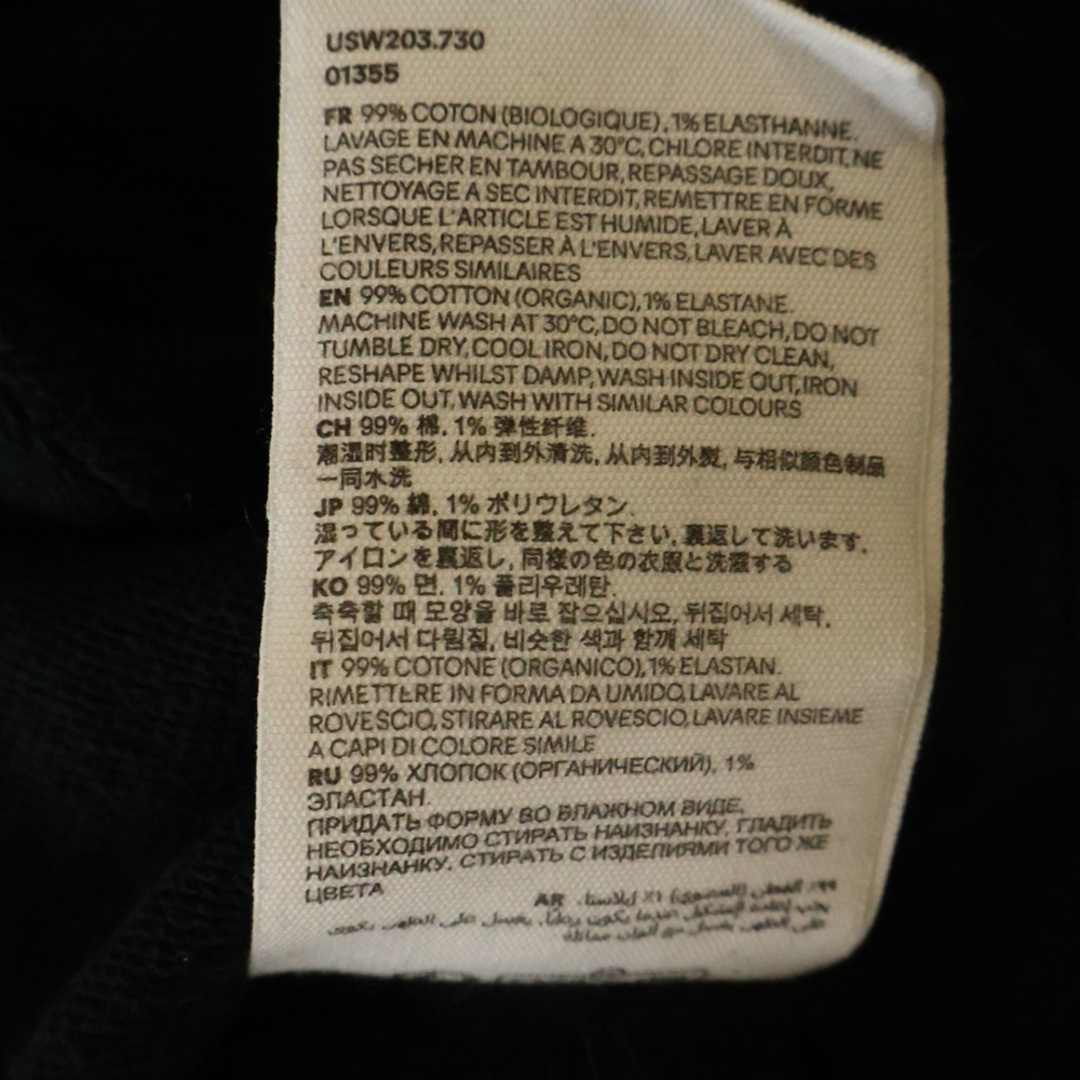 USW203.730
01355
FR 99% COTON (BIOLOGIQUE), 1% ELASTHANNE.
LAVAGE EN MACHINE A 30°C, CHLORE INTERDIT, NE
PAS SECHER EN TAMBOUR, REPASSAGE DOUX,
NETTOYAGE A SEC INTERDIT, REMETTRE EN FORME
LORSQUE L'ARTICLE EST HUMIDE, LAVER À
L'ENVERS, REPASSER À L'ENVERS, LAVER AVEC DES
COULEURS SIMILAIRES
EN 99% COTTON (ORGANIC), 1% ELASTANE.
MACHINE WASH AT 30°C, DO NOT BLEACH, DO NOT
TUMBLE DRY, COOL IRON, DO NOT DRY CLEAN,
RESHAPE WHILST DAMP, WASH INSIDE OUT, IRON
INSIDE OUT, WASH WITH SIMILAR COLOURS
CH 99% 棉, 1% 弹性纤维.
潮湿时整形, 从内到外清洗, 从内到外熨, 与相似颜色制品
一同水洗
JP 99% 綿, 1% ポリウレタン.
湿っている間に形を整えて下さい, 裏返して洗います,
アイロンを裏返し, 同様の色の衣服と洗濯する
KO 99% 면, 1% 폴리우레탄.
축축할 때 모양을 바로 잡으십시오, 뒤집어서 세탁,
뒤집어서 다림질, 비슷한 색과 함께 세탁
IT 99% COTONE (ORGANICO), 1% ELASTAN.
RIMETTERE IN FORMA DA UMIDO, LAVARE AL
ROVESCIO, STIRARE AL ROVESCIO, LAVARE INSIEME
A CAPI DI COLORE SIMILE
RU 99% ХЛОПОК (ОРГАНИЧЕСКИЙ), 1%
ЭЛАСТАН.
ПРИДАТЬ ФОРМУ ВО ВЛАЖНОМ ВИДЕ,
НЕОБХОДИМО СТИРАТЬ НАИЗНАНКУ, ГЛАДИТЬ
НАИЗНАНКУ, СТИРАТЬ С ИЗДЕЛИЯМИ ТОГО ЖЕ
ЦВЕТА
AR